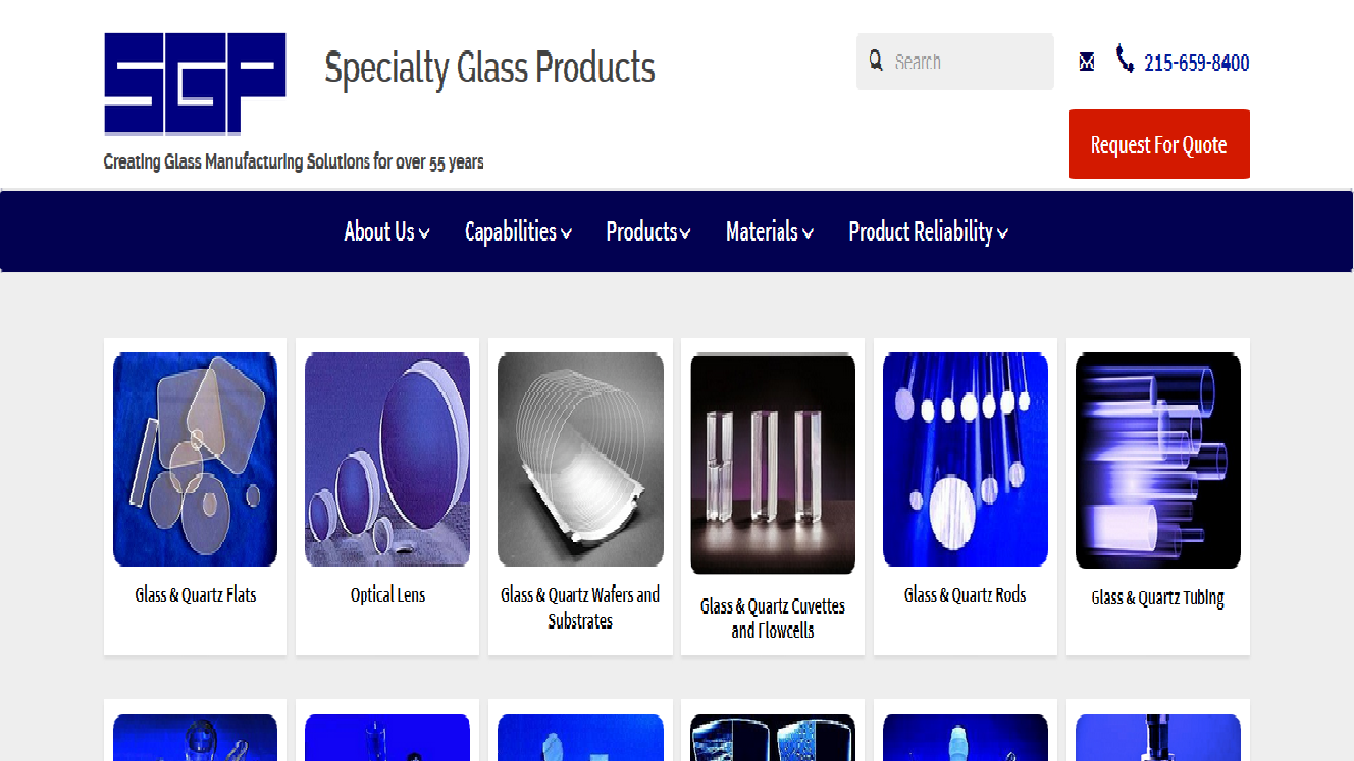 SGP
Specialty Glass Products
Search
215-659-8400
Creating Glass Manufacturing Solutions for over 55 years
Request For Quote
About Us
Capabilities
Products
Materials
Product Reliability
Glass & Quartz Flats
Optical Lens
Glass & Quartz Wafers and
Substrates
Glass & Quartz Cuvettes
and Flowcells
Glass & Quartz Rods
Glass & Quartz Tubing